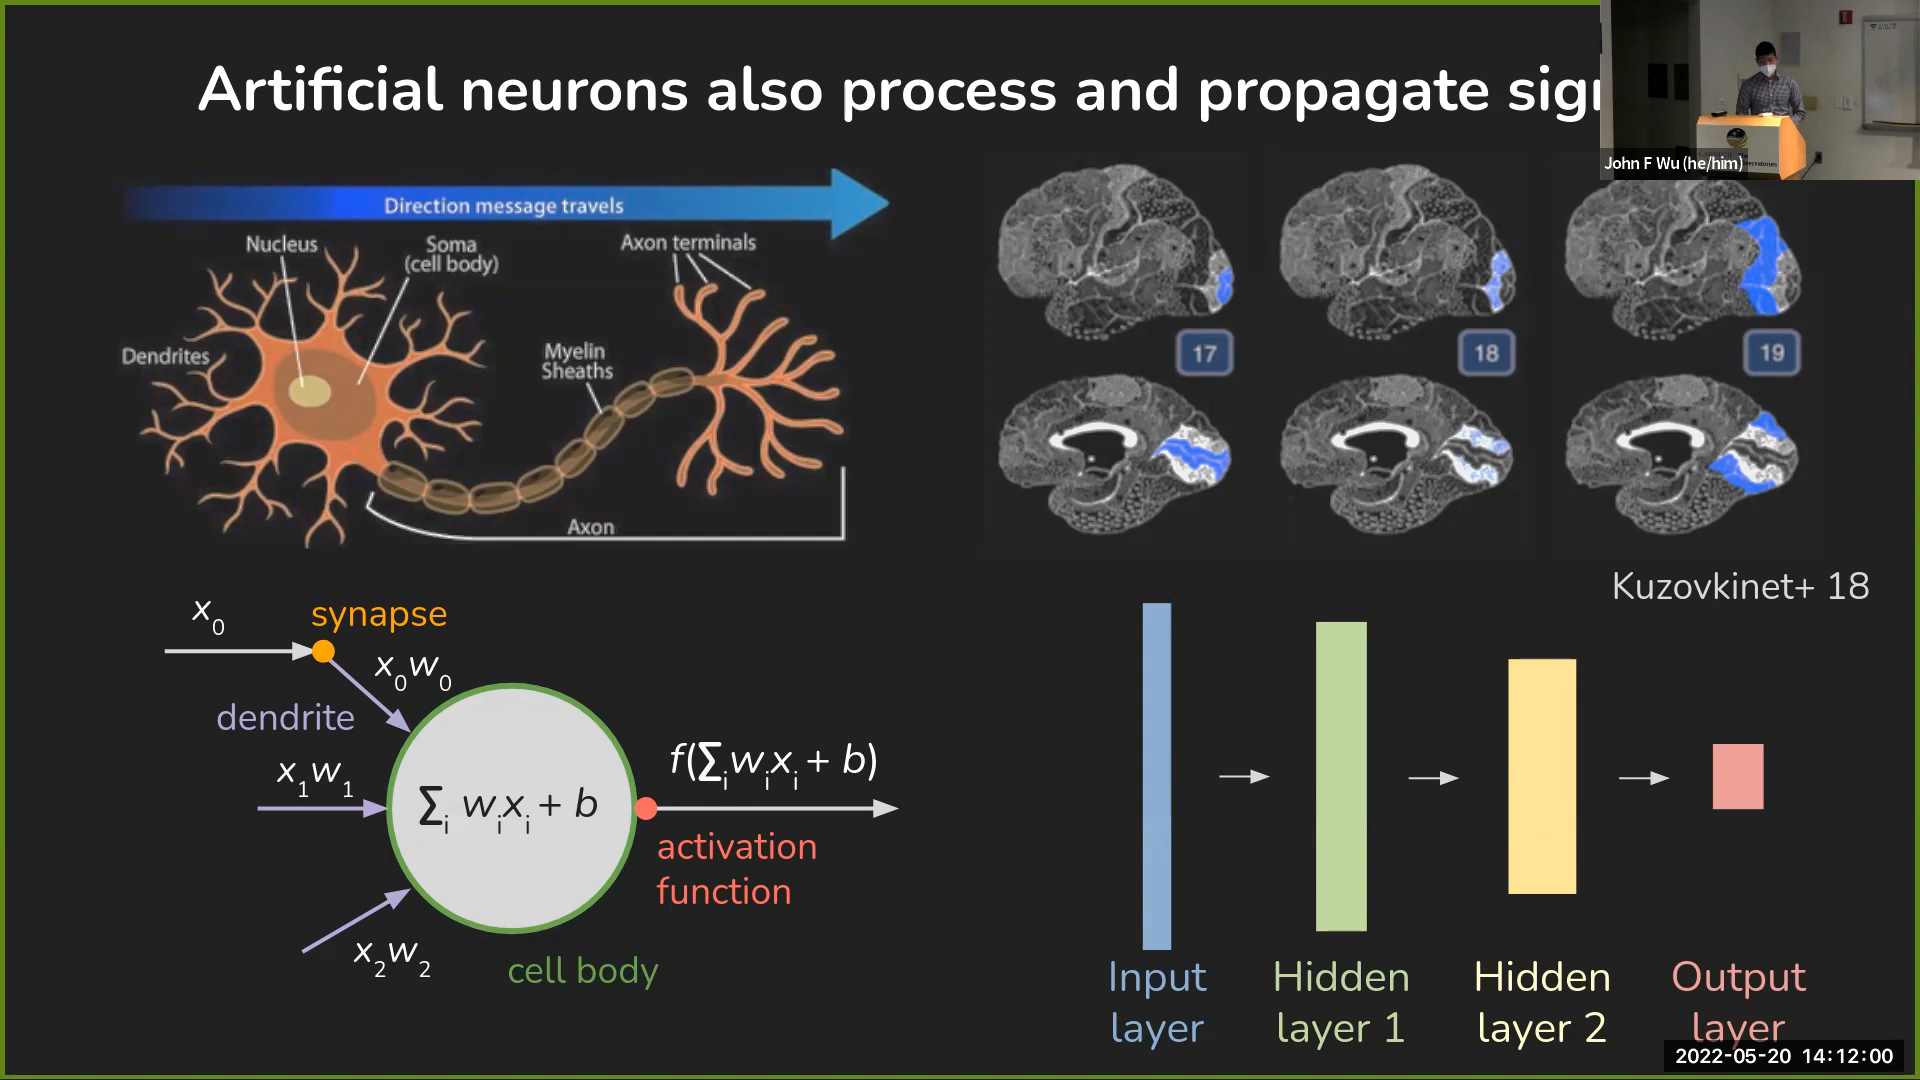 Artificial neurons also process and propagate sig
John F Wu (he/him)
Direction message travels
Nucleus
Soma
(cell body)
Axon terminals
Dendrites
Myelin
Sheaths
Axon
17
18
19
Kuzovkinet+ 18
x0
synapse
x0w0
dendrite
x1w1
∑i wixi + b
f(∑iwixi + b)
activation
function
x2w2
cell body
Input
layer
Hidden
layer 1
Hidden
layer 2
Output
layer
2022-05-20 14:12:00